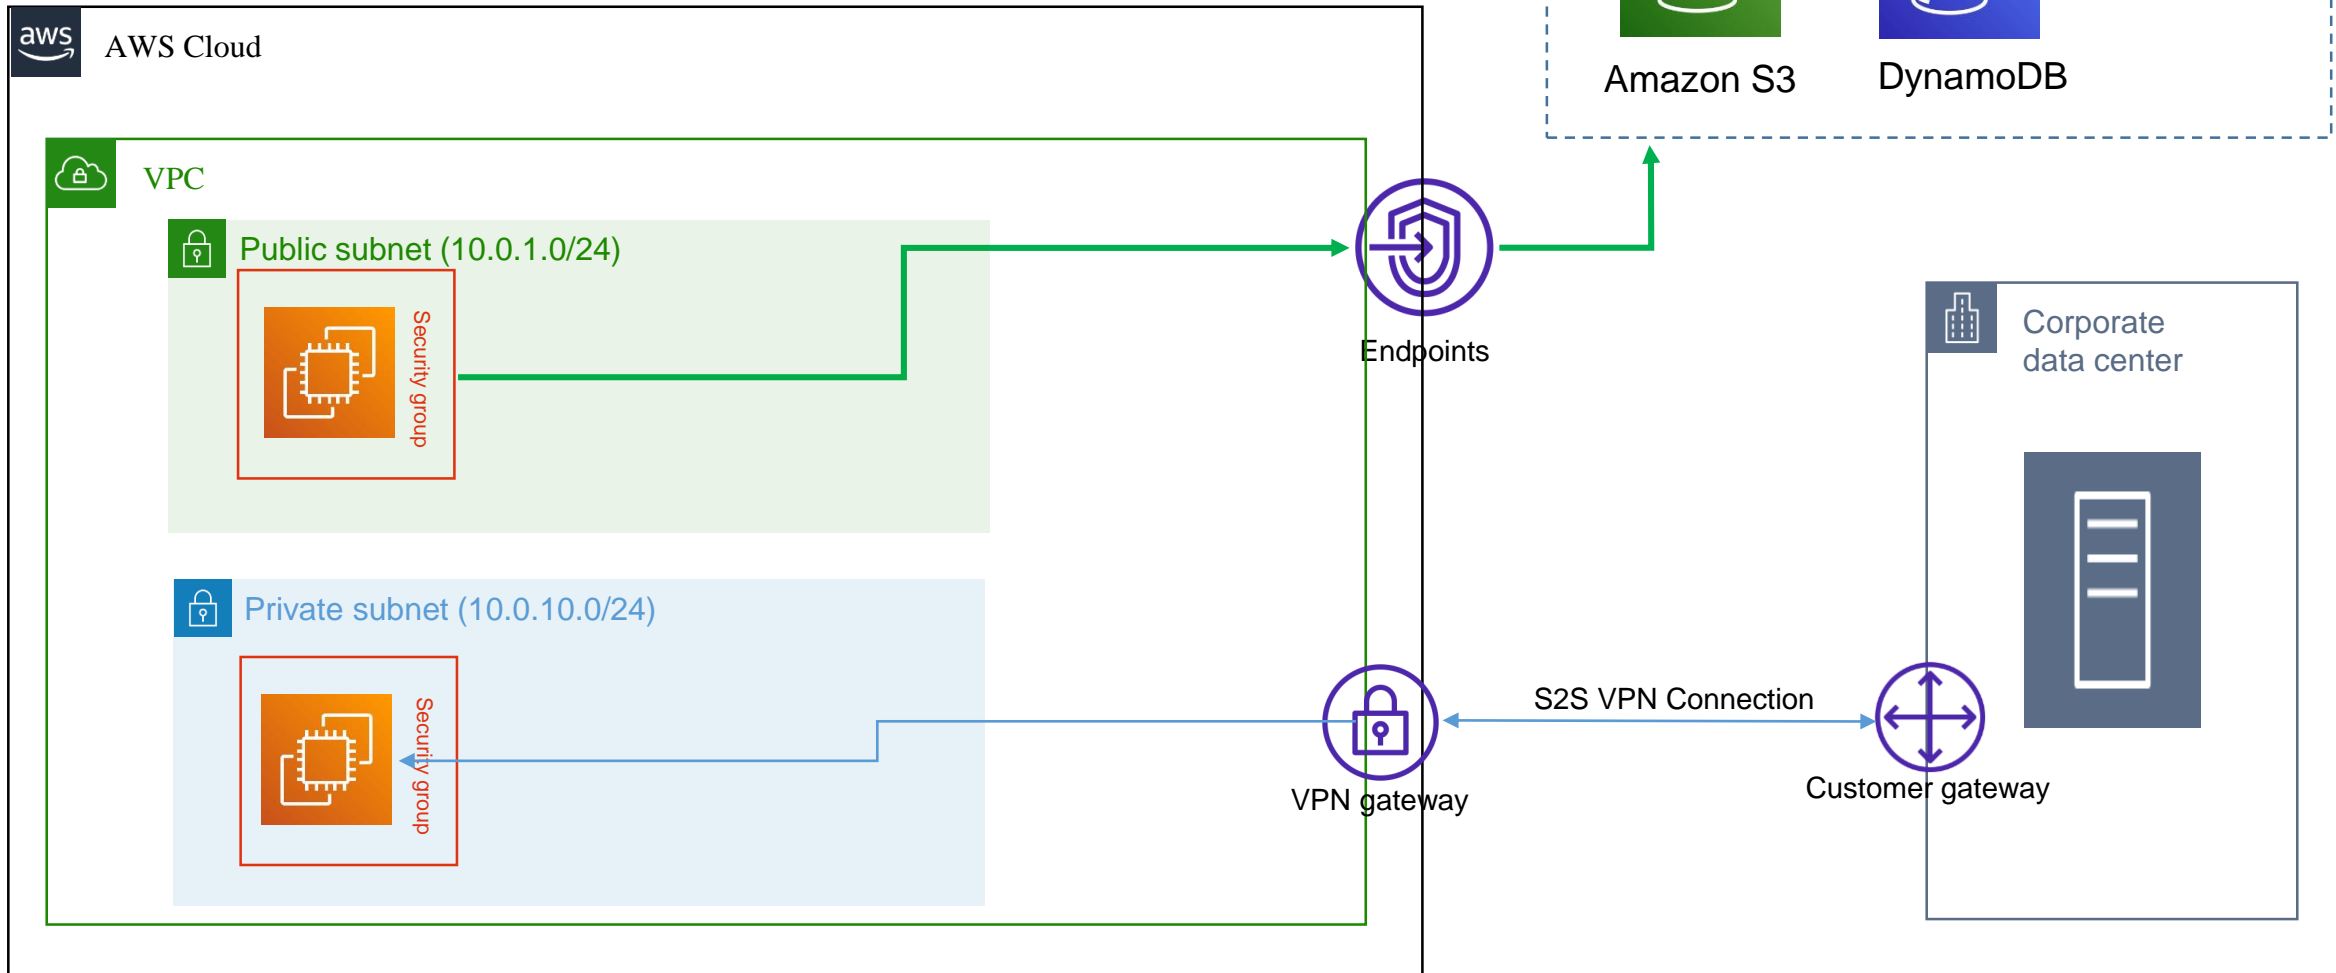 aws
AWS Cloud
Amazon S3
DynamoDB
VPC
Public subnet (10.0.1.0/24)
Security group
Endpoints
Corporate
data center
Private subnet (10.0.10.0/24)
Security group
S2S VPN Connection
VPN gateway
Customer gateway